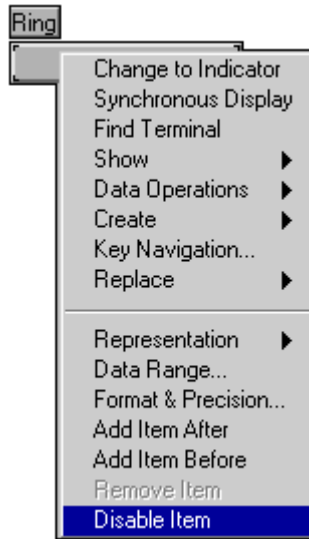 Ring
Change to Indicator
Synchronous Display
Find Terminal
Show
Data Operations
Create
Key Navigation...
Replace
Representation
Data Range...
Format & Precision...
Add Item After
Add Item Before
Remove Item
Disable Item